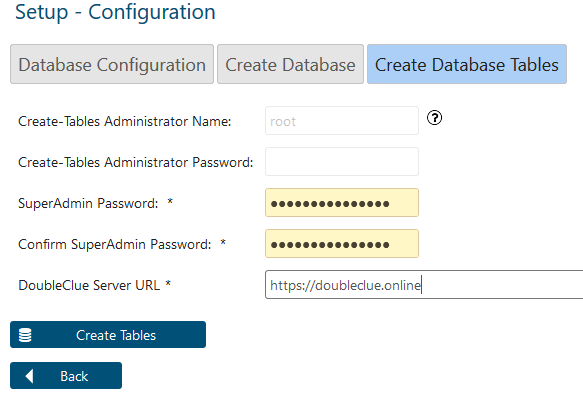 Setup - Configuration
Database Configuration Create Database Create Database Tables
Create-Tables Administrator Name: root ?
Create-Tables Administrator Password:
SuperAdmin Password: * ●●●●●●●●●●●●●●●
Confirm SuperAdmin Password: * ●●●●●●●●●●●●●●●
DoubleClue Server URL * https://doubleclue.online
Create Tables
Back